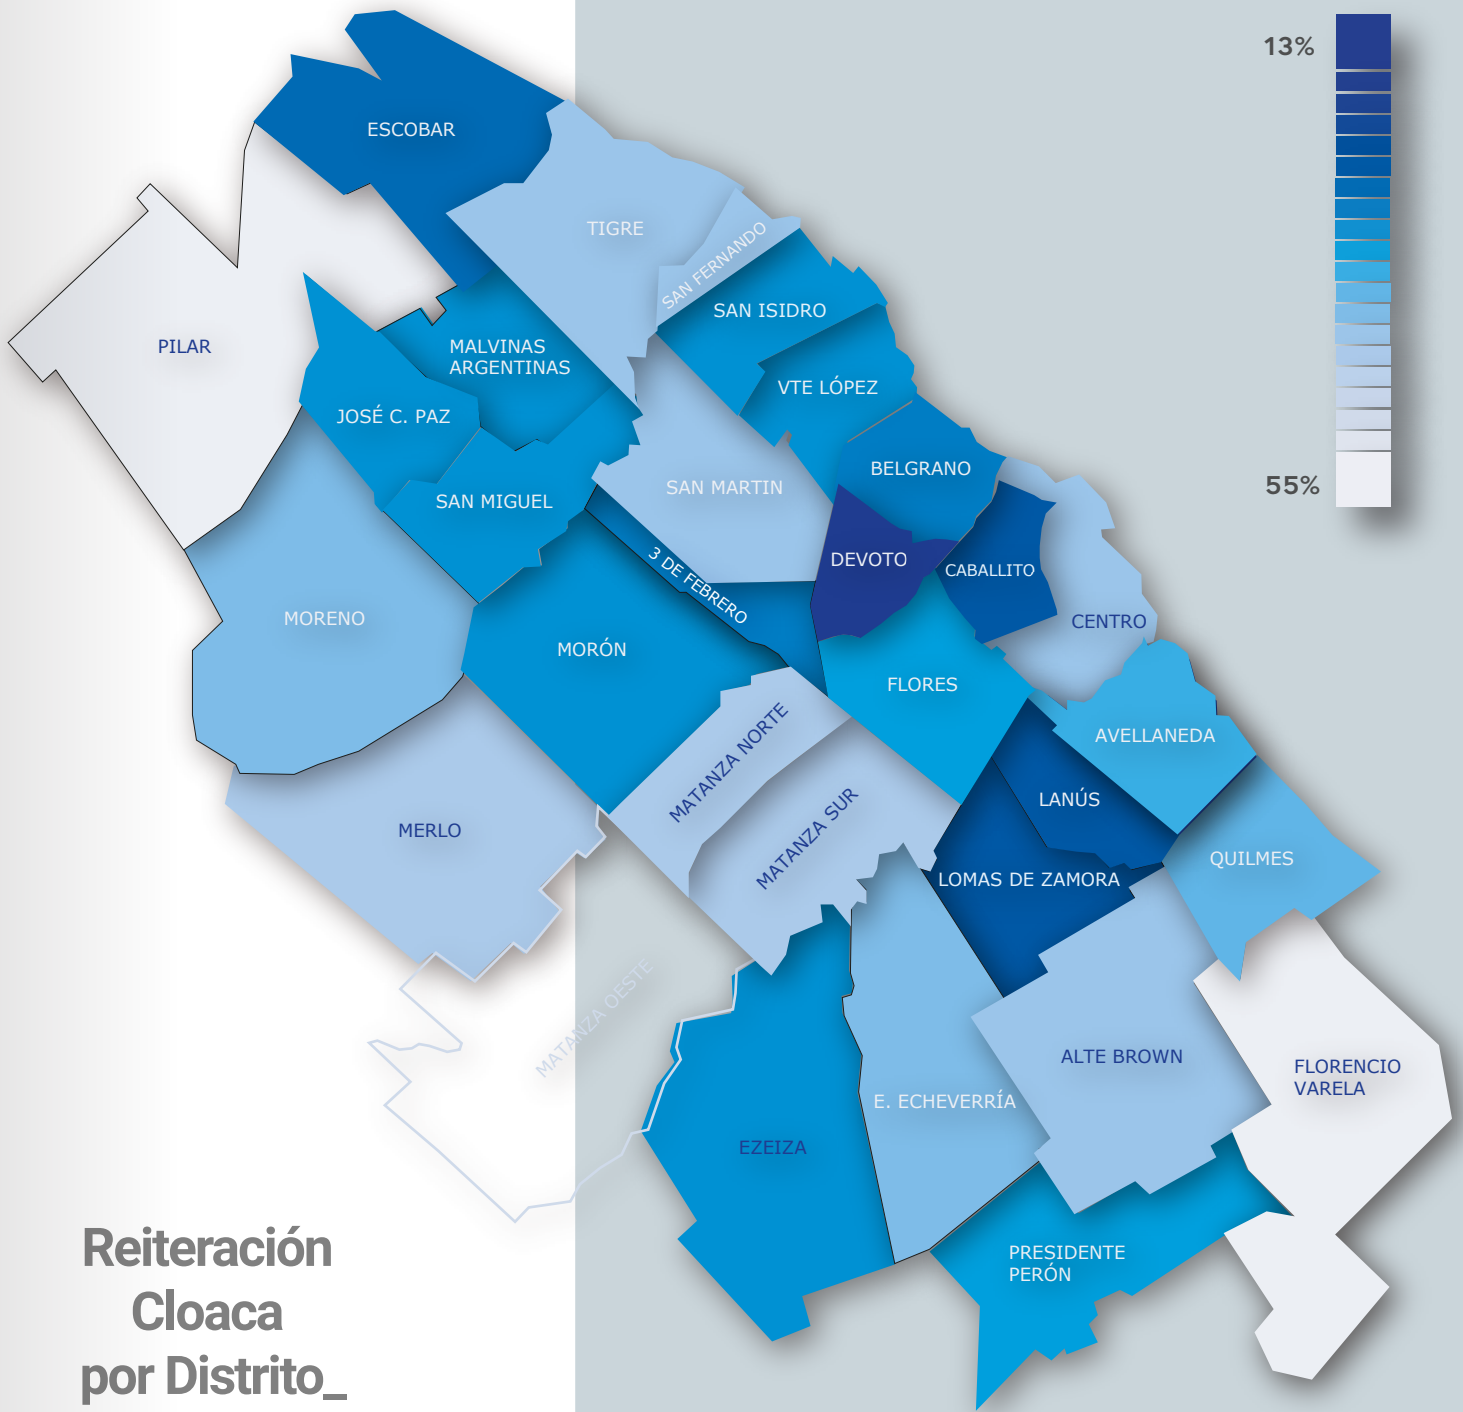 13%
ESCOBAR
TIGRE
SAN FERNANDO
SAN ISIDRO
PILAR
MALVINAS
ARGENTINAS
VTE LÓPEZ
JOSÉ C. PAZ
BELGRANO
SAN MARTIN
55%
SAN MIGUEL
DEVOTO
CABALLITO
3 DE FEBRERO
MORENO
CENTRO
MORÓN
FLORES
AVELLANEDA
MATANZA NORTE
LANÚS
MERLO
MATANZA SUR
QUILMES
LOMAS DE ZAMORA
MATANZA OESTE
ALTE BROWN
FLORENCIO
VARELA
E. ECHEVERRÍA
EZEIZA
PRESIDENTE
PERÓN
Reiteración
Cloaca
por Distrito_